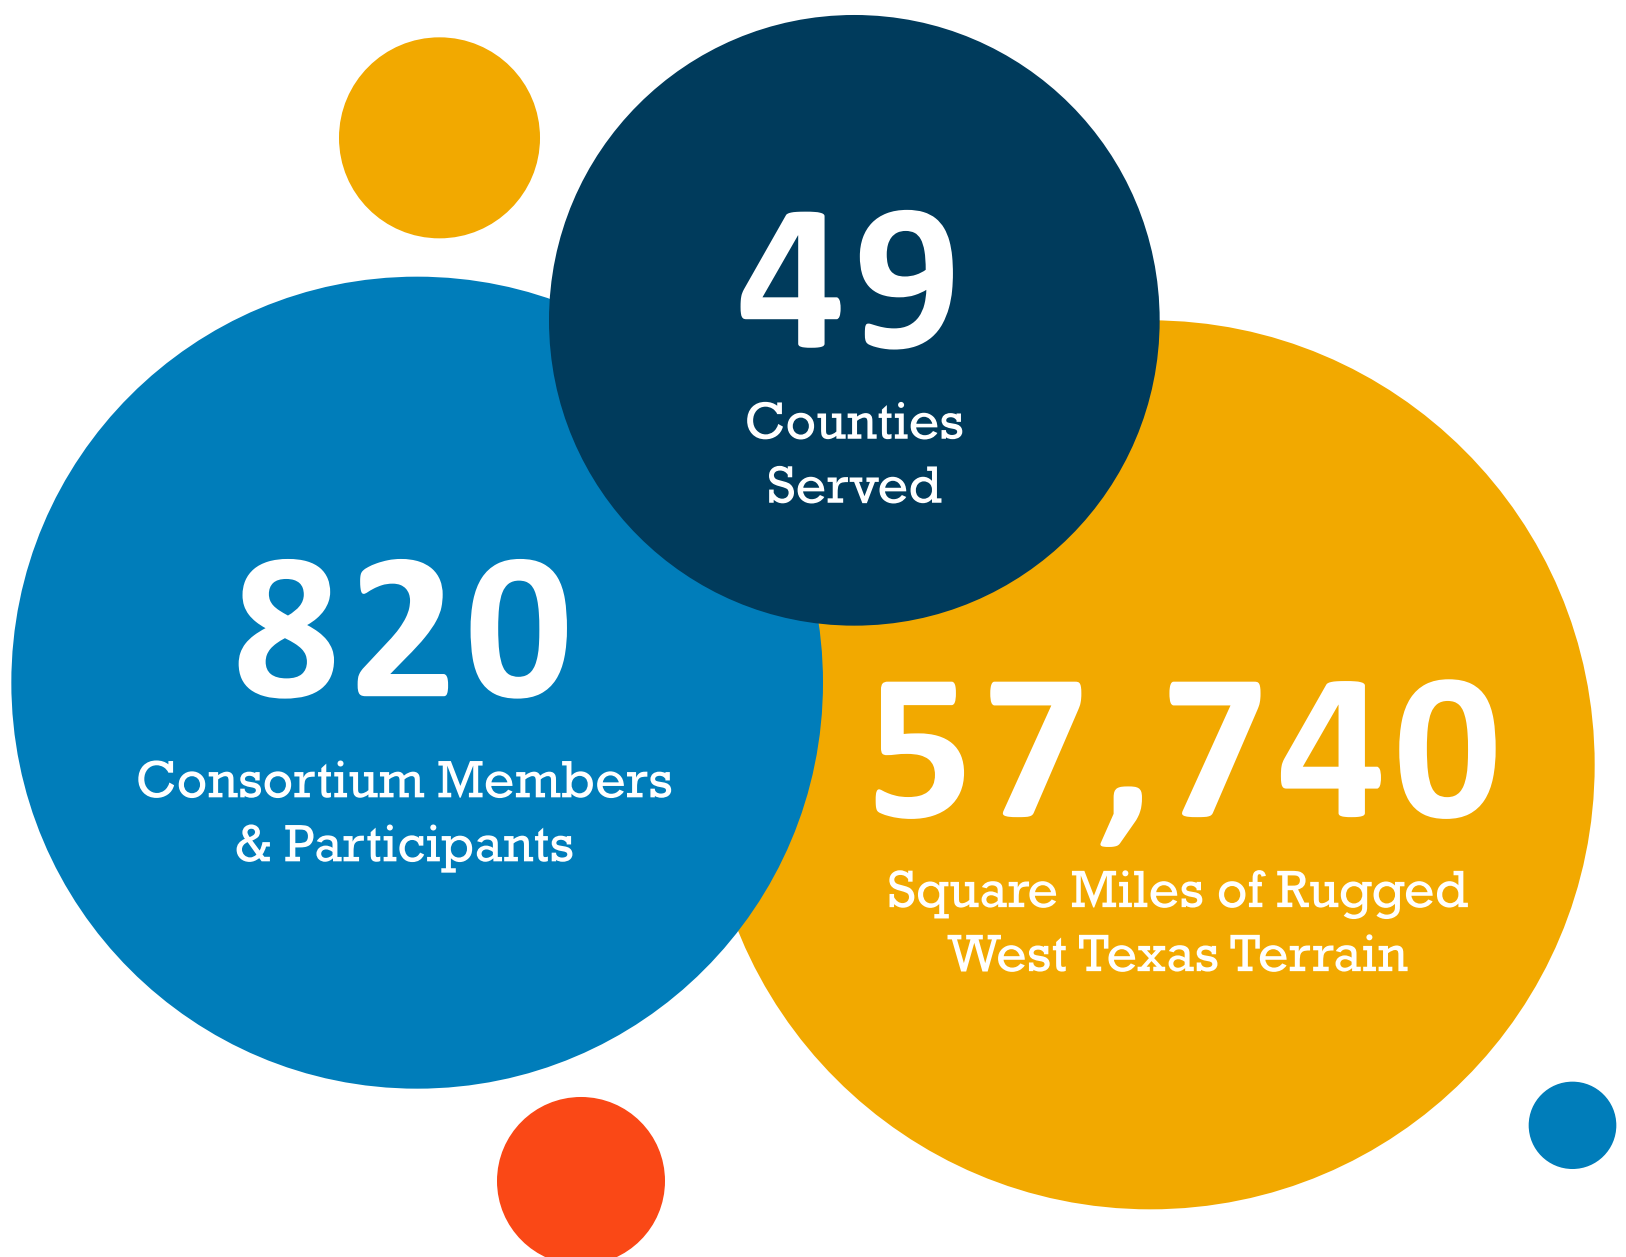 49
Counties
Served
820
Consortium Members
& Participants
57,740
Square Miles of Rugged
West Texas Terrain